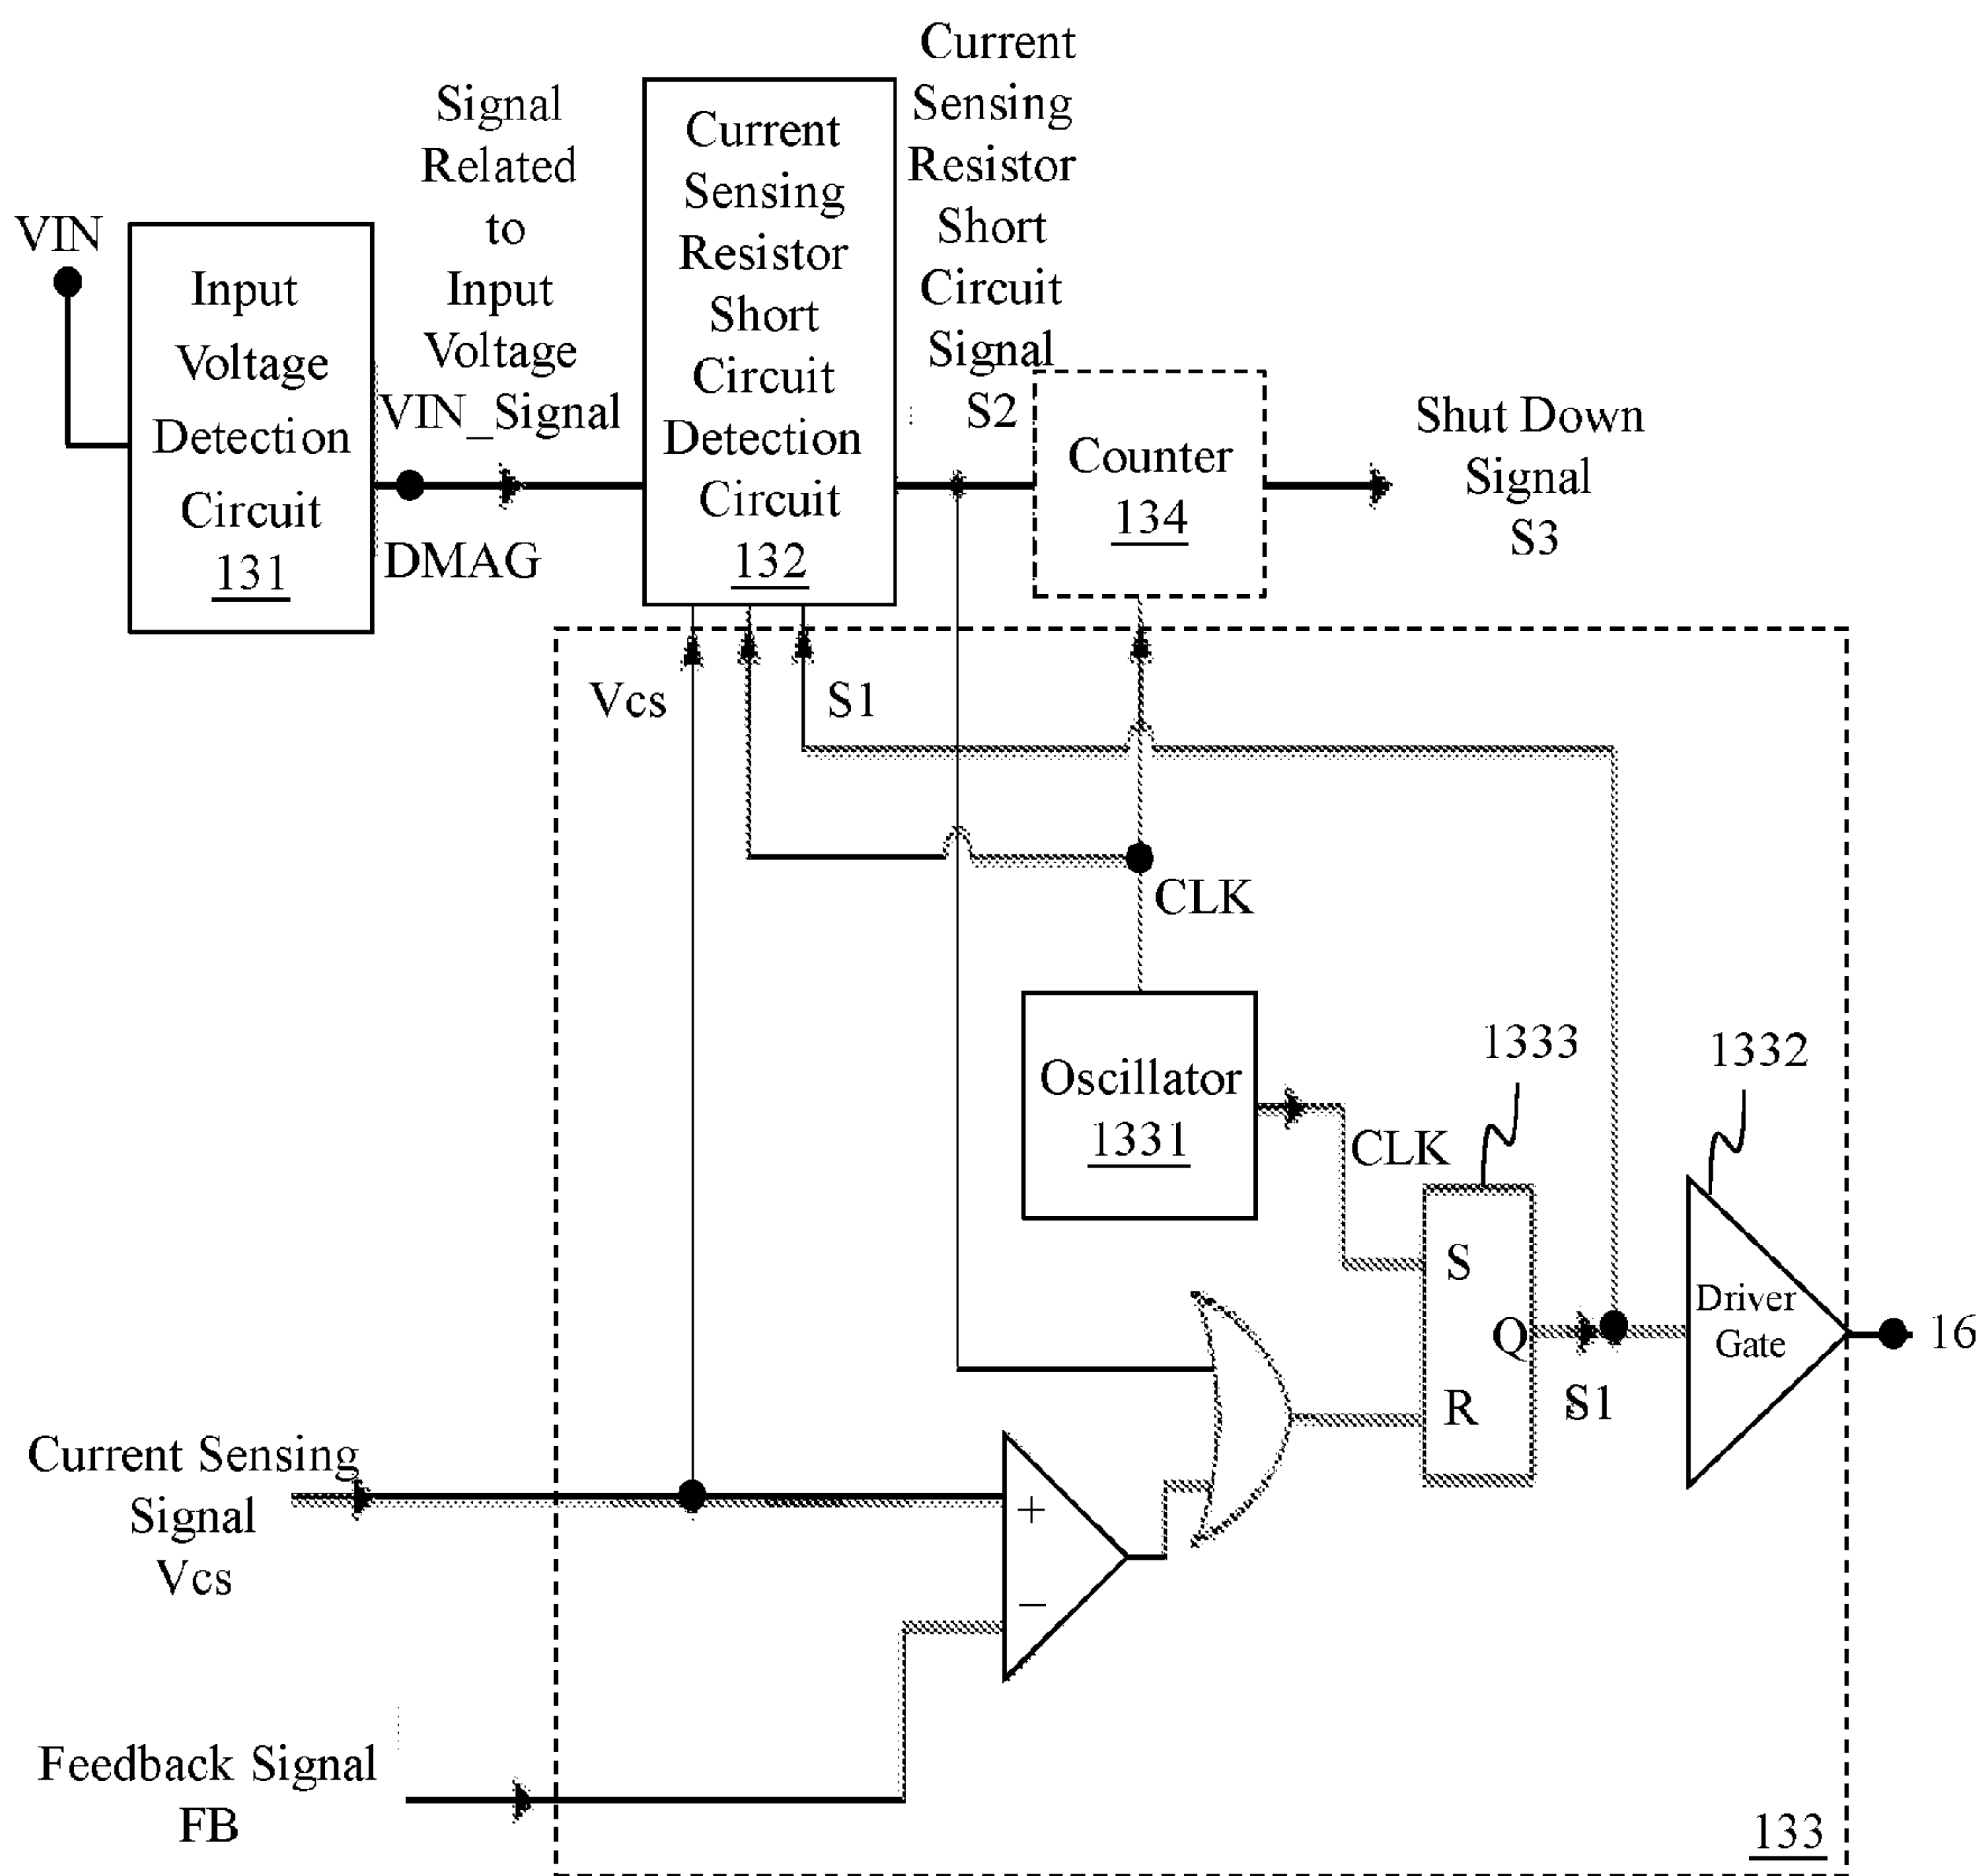 VIN
Input
Voltage
Detection
Circuit
131
Signal
Related
to
Input
Voltage
VIN_Signal
DMAG
Current
Sensing
Resistor
Short
Circuit
Detection
Circuit
132
Current
Sensing
Resistor
Short
Circuit
Signal
S2
Counter
134
Shut Down
Signal
S3
Vcs
S1
CLK
Oscillator
1331
CLK
1333
1332
S
Q
R
S1
Driver
Gate
16
Current Sensing
Signal
Vcs
+
−
Feedback Signal
FB
133